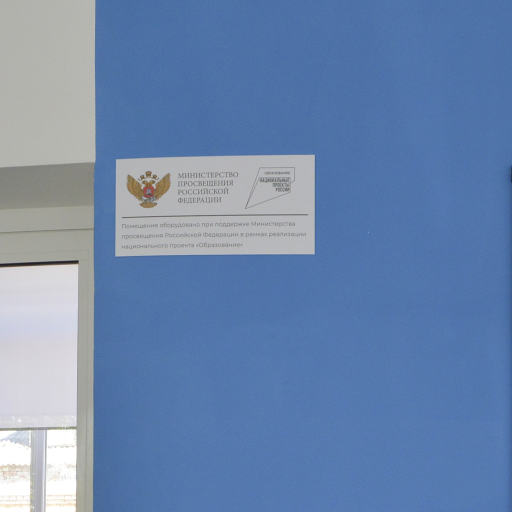 МИНИСТЕРСТВО
ПРОСВЕЩЕНИЯ
РОССИЙСКОЙ
ФЕДЕРАЦИИ
ОБРАЗОВАНИЕ
НАЦИОНАЛЬНЫЕ
ПРОЕКТЫ
РОССИИ
Помещение оборудовано при поддержке Министерства
просвещения Российской Федерации в рамках реализации
национального проекта «Образование»